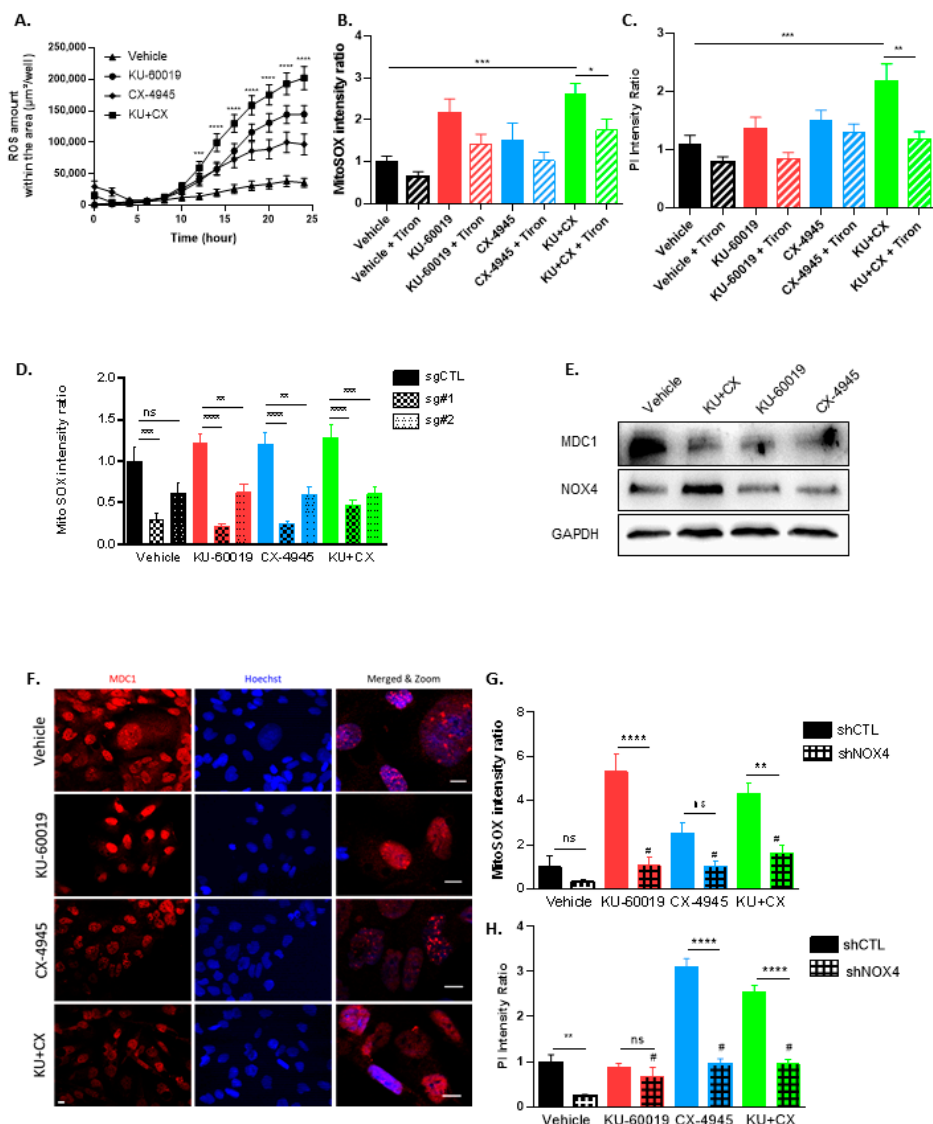 A.
250,000
200,000
150,000
100,000
50,000
0
0 5 10 15 20 25
ROS amount
within the area (µm²/well)
Time (hour)
Vehicle
KU-60019
CX-4945
KU+CX
*** **** **** **** **** **** ****
B.
MitoSOX intensity ratio
4
3
2
1
0
***
*
Vehicle
Vehicle + Tiron
KU-60019
KU-60019 + Tiron
CX-4945
CX-4945 + Tiron
KU+CX
KU+CX + Tiron
C.
PI Intensity Ratio
3
2
1
0
***
**
Vehicle
Vehicle + Tiron
KU-60019
KU-60019 + Tiron
CX-4945
CX-4945 + Tiron
KU+CX
KU+CX + Tiron
D.
Mito SOX intensity ratio
2.0
1.5
1.0
0.5
0.0
ns
***
**
****
**
****
***
****
sgCTL
sg#1
sg#2
Vehicle KU-60019 CX-4945 KU+CX
E.
Vehicle KU+CX KU-60019 CX-4945
MDC1
NOX4
GAPDH
F.
MDC1 Hoechst Merged & Zoom
Vehicle
KU-60019
CX-4945
KU+CX
G.
MitoSOX intensity ratio
8
6
4
2
0
ns
****
ns
**
# # #
shCTL
shNOX4
Vehicle KU-60019 CX-4945 KU+CX
H.
PI Intensity Ratio
4
3
2
1
0
**
ns
****
****
# # #
shCTL
shNOX4
Vehicle KU-60019 CX-4945 KU+CX